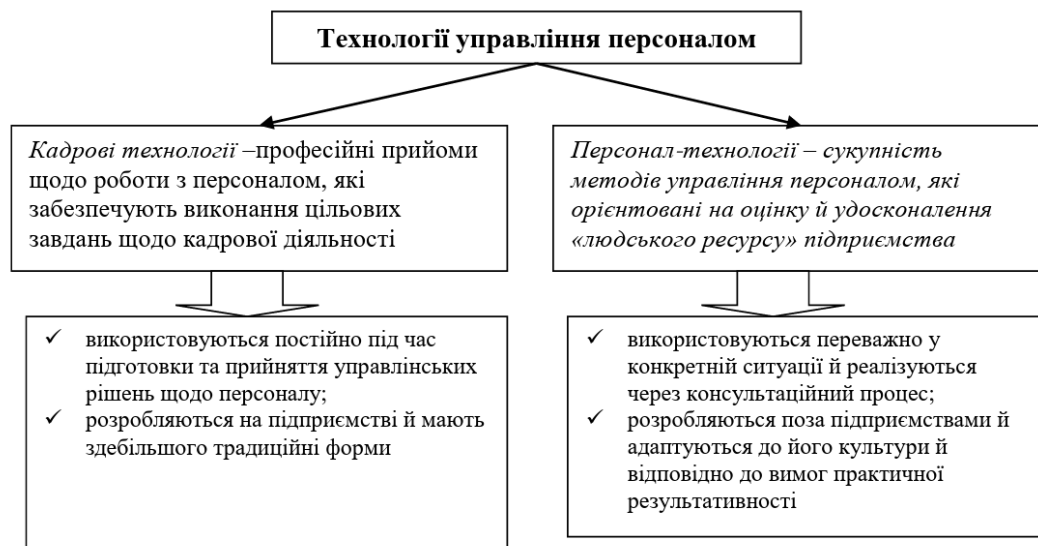 Технології управління персоналом
Кадрові технології –професійні прийоми
щодо роботи з персоналом, які
забезпечують виконання цільових
завдань щодо кадрової діяльності
Персонал-технології – сукупність
методів управління персоналом, які
орієнтовані на оцінку й удосконалення
«людського ресурсу» підприємства
✓ використовуються постійно під час
підготовки та прийняття управлінських
рішень щодо персоналу;
✓ розробляються на підприємстві й мають
здебільшого традиційні форми
✓ використовуються переважно у
конкретній ситуації й реалізуються
через консультаційний процес;
✓ розробляються поза підприємствами й
адаптуються до його культури й
відповідно до вимог практичної
результативності